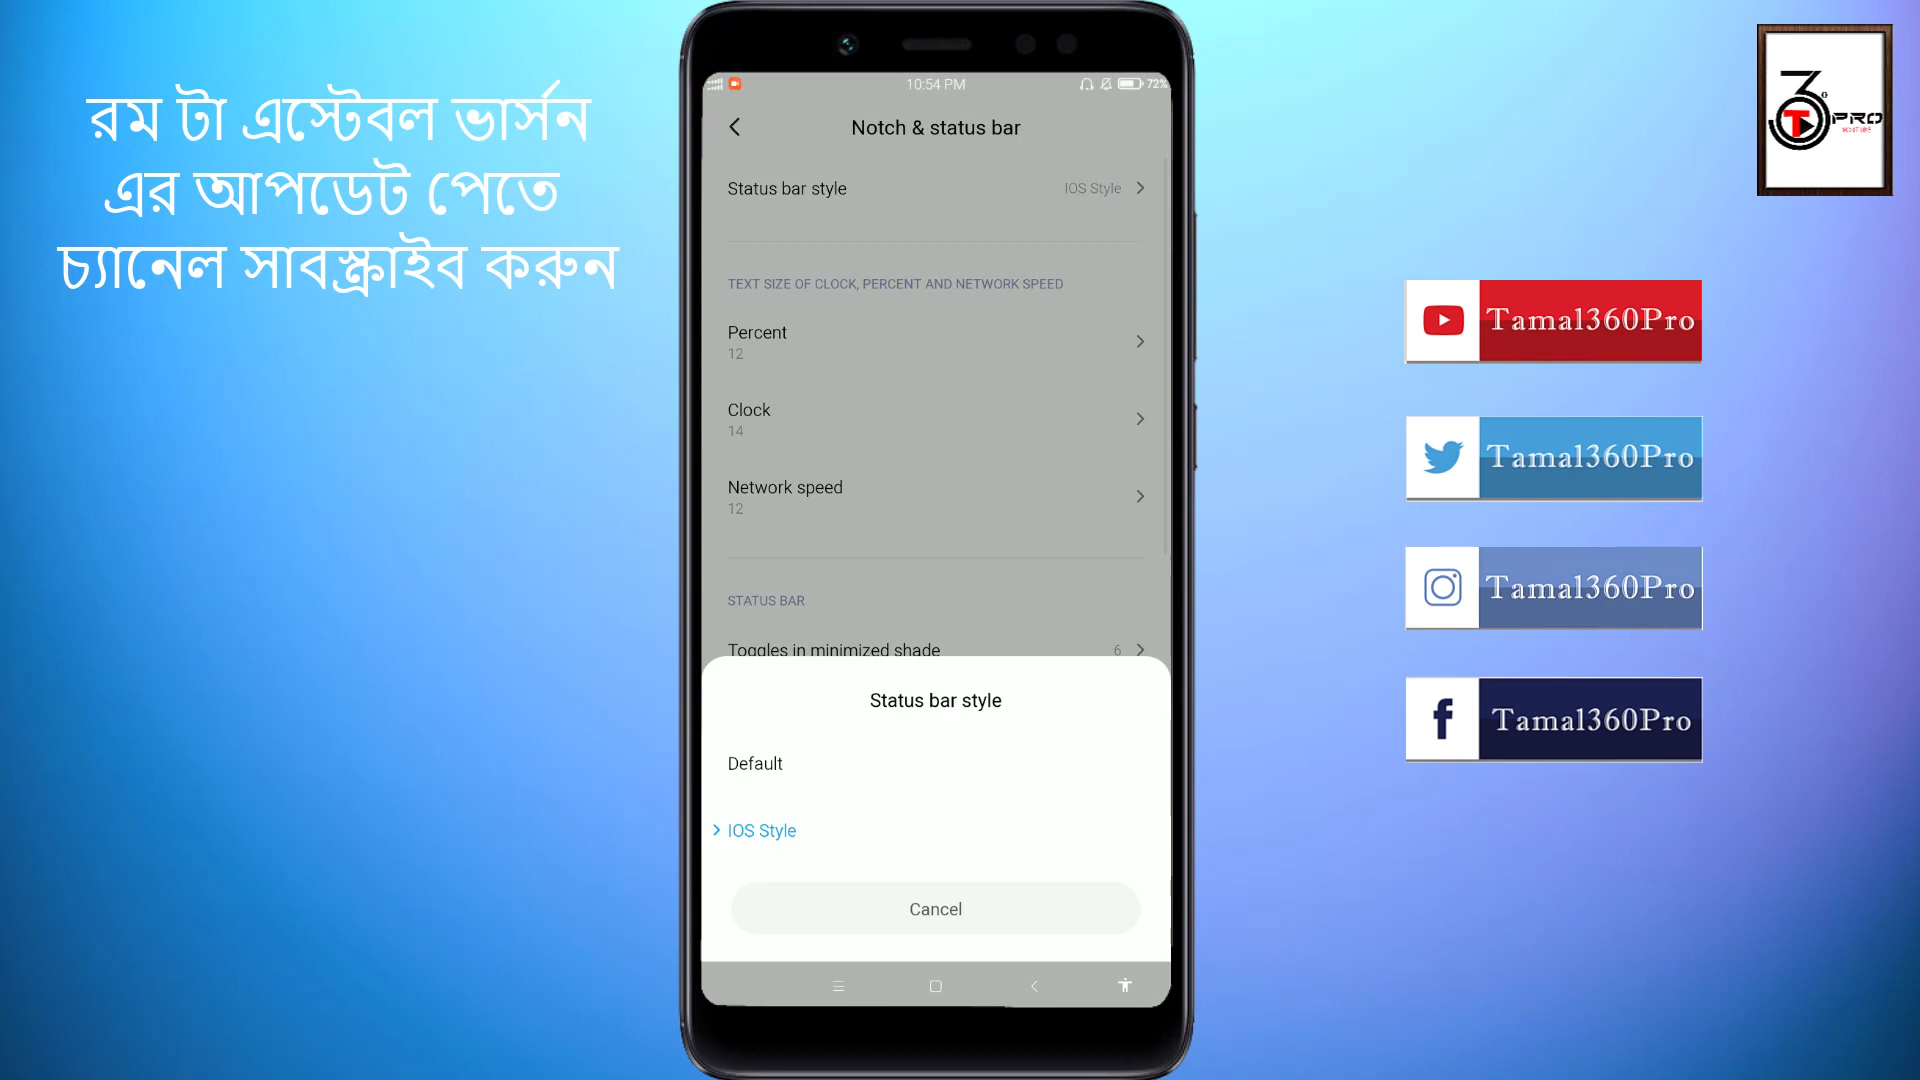 রম টা এস্টেবল ভার্সন
এর আপডেট পেতে
চ্যানেল সাবস্ক্রাইব করুন
10:54 PM
72%
Notch & status bar
Status bar style
IOS Style
TEXT SIZE OF CLOCK, PERCENT AND NETWORK SPEED
Percent
12
Clock
14
Network speed
12
STATUS BAR
Toggles in minimized shade
6
Status bar style
Default
IOS Style
Cancel
3
T PRO
YOUTUBE
Tamal360Pro
Tamal360Pro
Tamal360Pro
Tamal360Pro